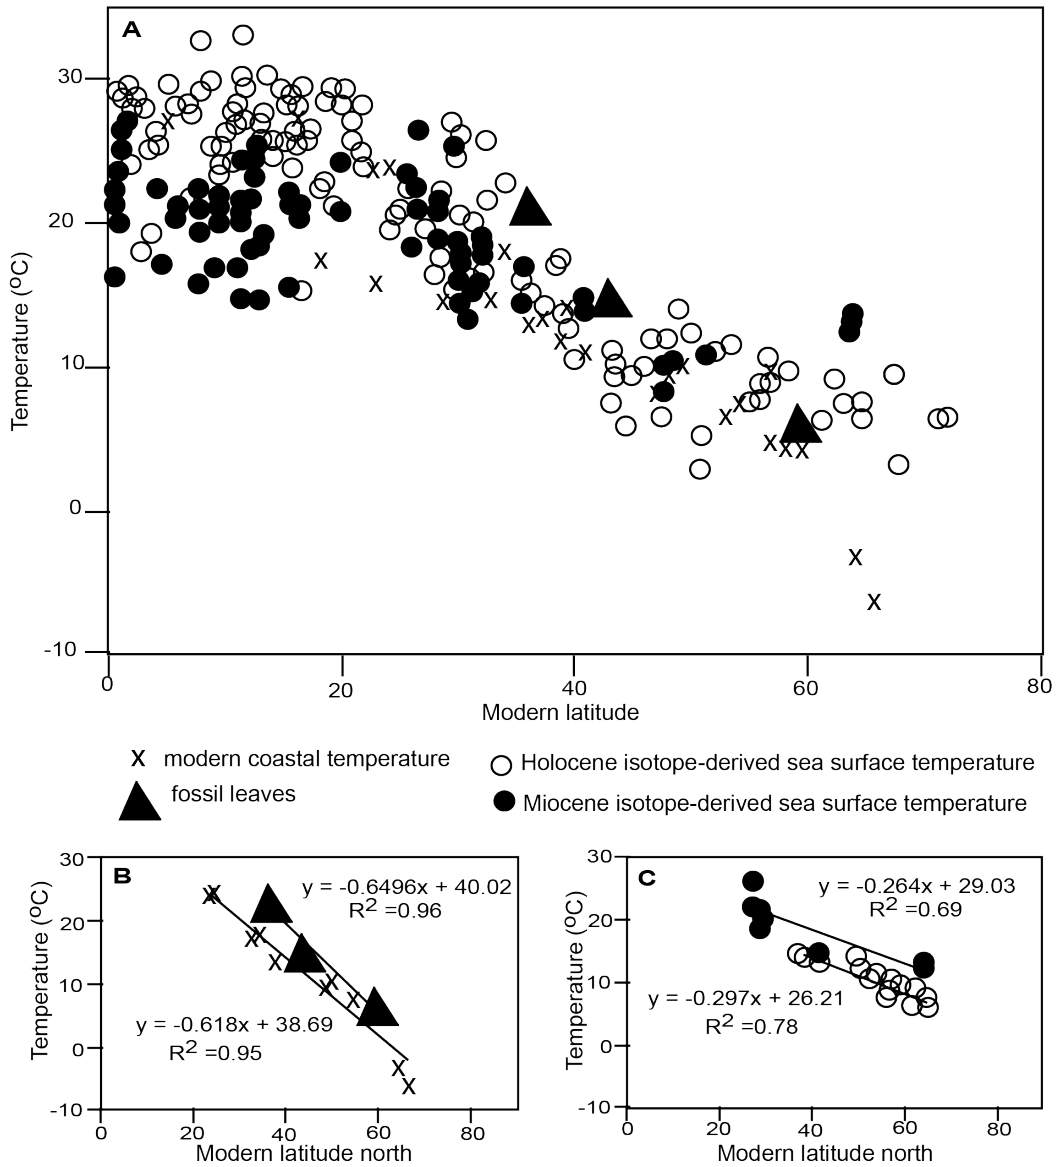 A
30
20
10
0
-10
Temperature (ºC)
0 20 40 60 80
Modern latitude
x modern coastal temperature
fossil leaves
Holocene isotope-derived sea surface temperature
Miocene isotope-derived sea surface temperature
B
30
20
10
0
-10
Temperature (ºC)
y = -0.6496x + 40.02
R2 =0.96
y = -0.618x + 38.69
R2 =0.95
0 20 40 60 80
Modern latitude north
C
30
20
10
0
-10
Temperature (ºC)
y = -0.264x + 29.03
R2 =0.69
y = -0.297x + 26.21
R2 =0.78
0 20 40 60 80
Modern latitude north